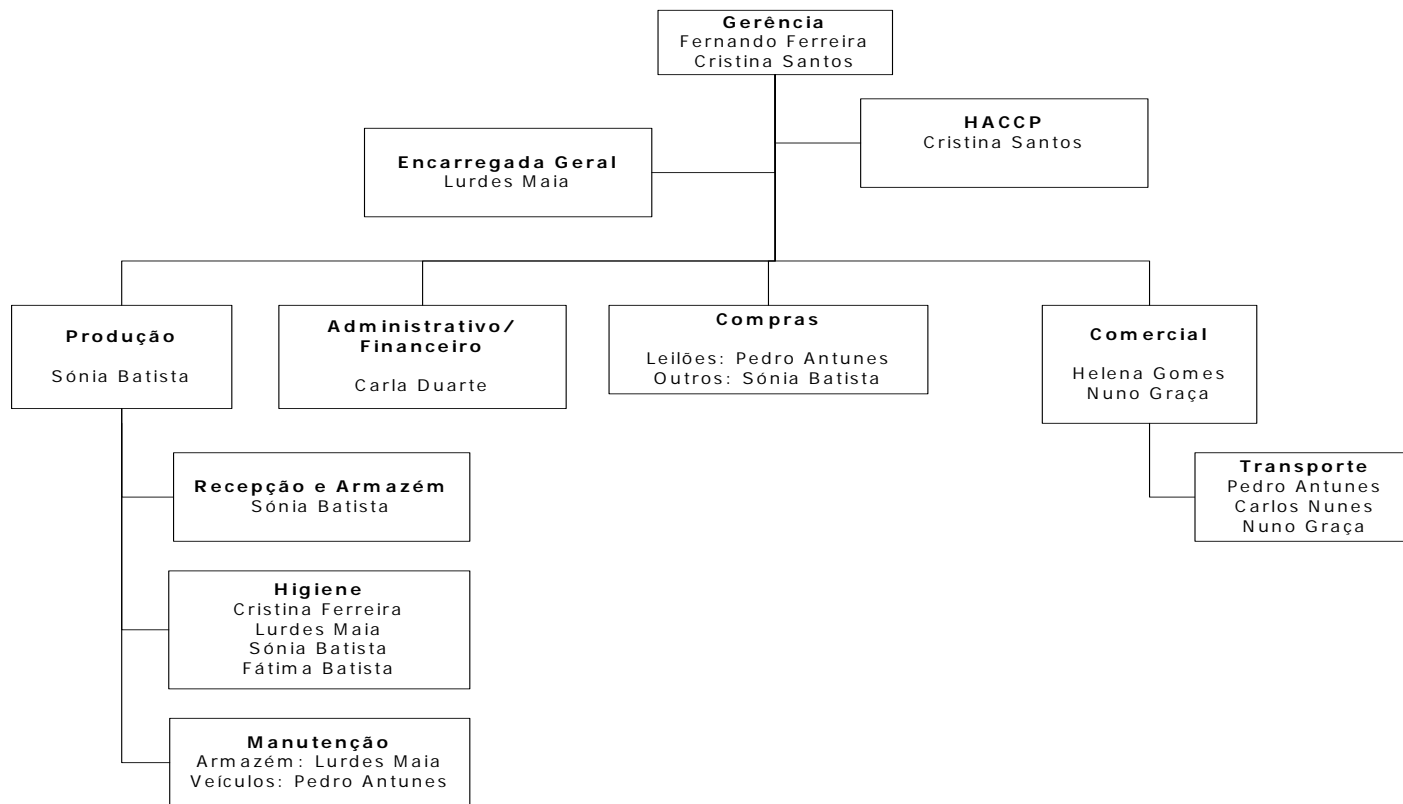 Gerência
Fernando Ferreira
Cristina Santos
HACCP
Cristina Santos
Encarregada Geral
Lurdes Maia
Produção
Sónia Batista
Administrativo/
Financeiro
Carla Duarte
Compras
Leilões: Pedro Antunes
Outros: Sónia Batista
Comercial
Helena Gomes
Nuno Graça
Recepção e Armazém
Sónia Batista
Transporte
Pedro Antunes
Carlos Nunes
Nuno Graça
Higiene
Cristina Ferreira
Lurdes Maia
Sónia Batista
Fátima Batista
Manutenção
Armazém: Lurdes Maia
Veículos: Pedro Antunes